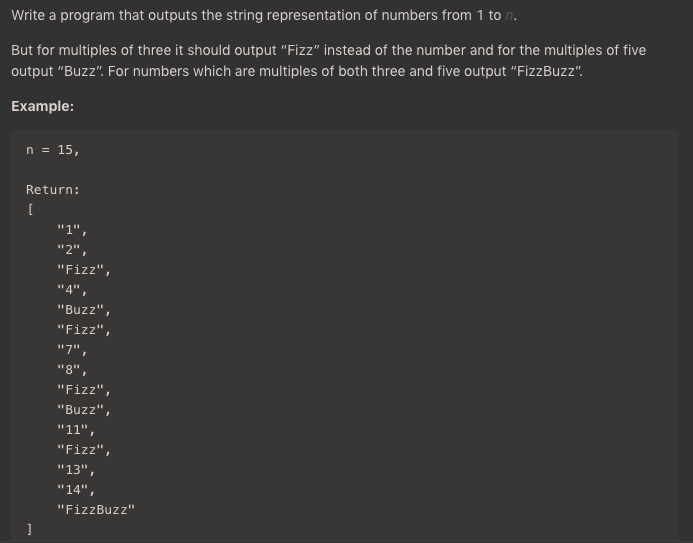 Write a program that outputs the string representation of numbers from 1 to n.
But for multiples of three it should output “Fizz” instead of the number and for the multiples of five
output “Buzz”. For numbers which are multiples of both three and five output “FizzBuzz”.
Example:
n = 15,
Return:
[
    "1",
    "2",
    "Fizz",
    "4",
    "Buzz",
    "Fizz",
    "7",
    "8",
    "Fizz",
    "Buzz",
    "11",
    "Fizz",
    "13",
    "14",
    "FizzBuzz"
]